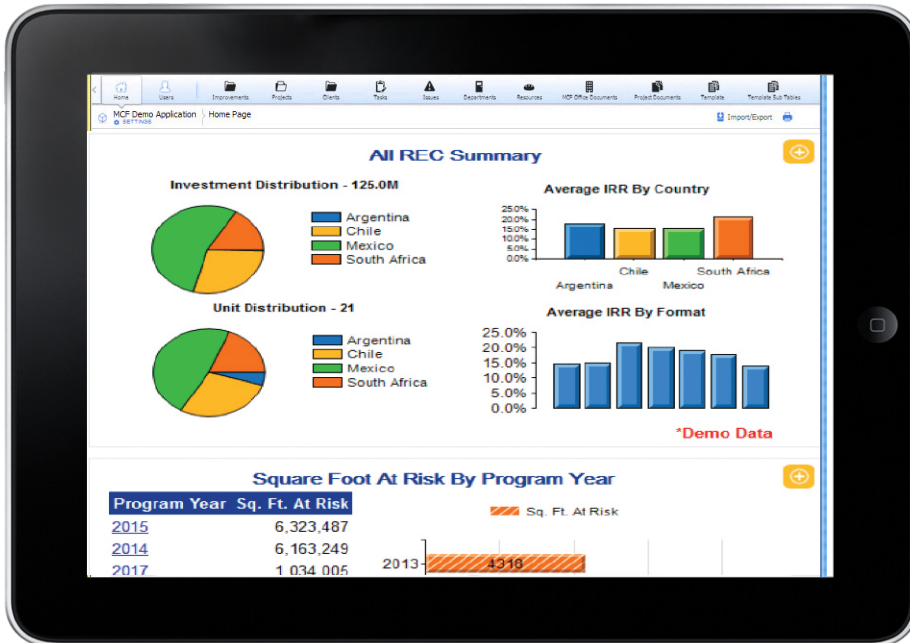 Home Users Improvements Projects Clients Tasks Issues Departments Resources MCF Office Documents Project Documents Template Template Sub Tables
MCF Demo Application Home Page Import/Export
SETTINGS
All REC Summary
Investment Distribution - 125.0M
Argentina
Chile
Mexico
South Africa
Average IRR By Country
25.0%
20.0%
15.0%
10.0%
5.0%
0.0%
Chile South Africa
Argentina Mexico
Unit Distribution - 21
Argentina
Chile
Mexico
South Africa
Average IRR By Format
25.0%
20.0%
15.0%
10.0%
5.0%
0.0%
*Demo Data
Square Foot At Risk By Program Year
Program Year Sq. Ft. At Risk
2015 6,323,487
2014 6,163,249
2017 1,034,005
Sq. Ft. At Risk
2013 4318